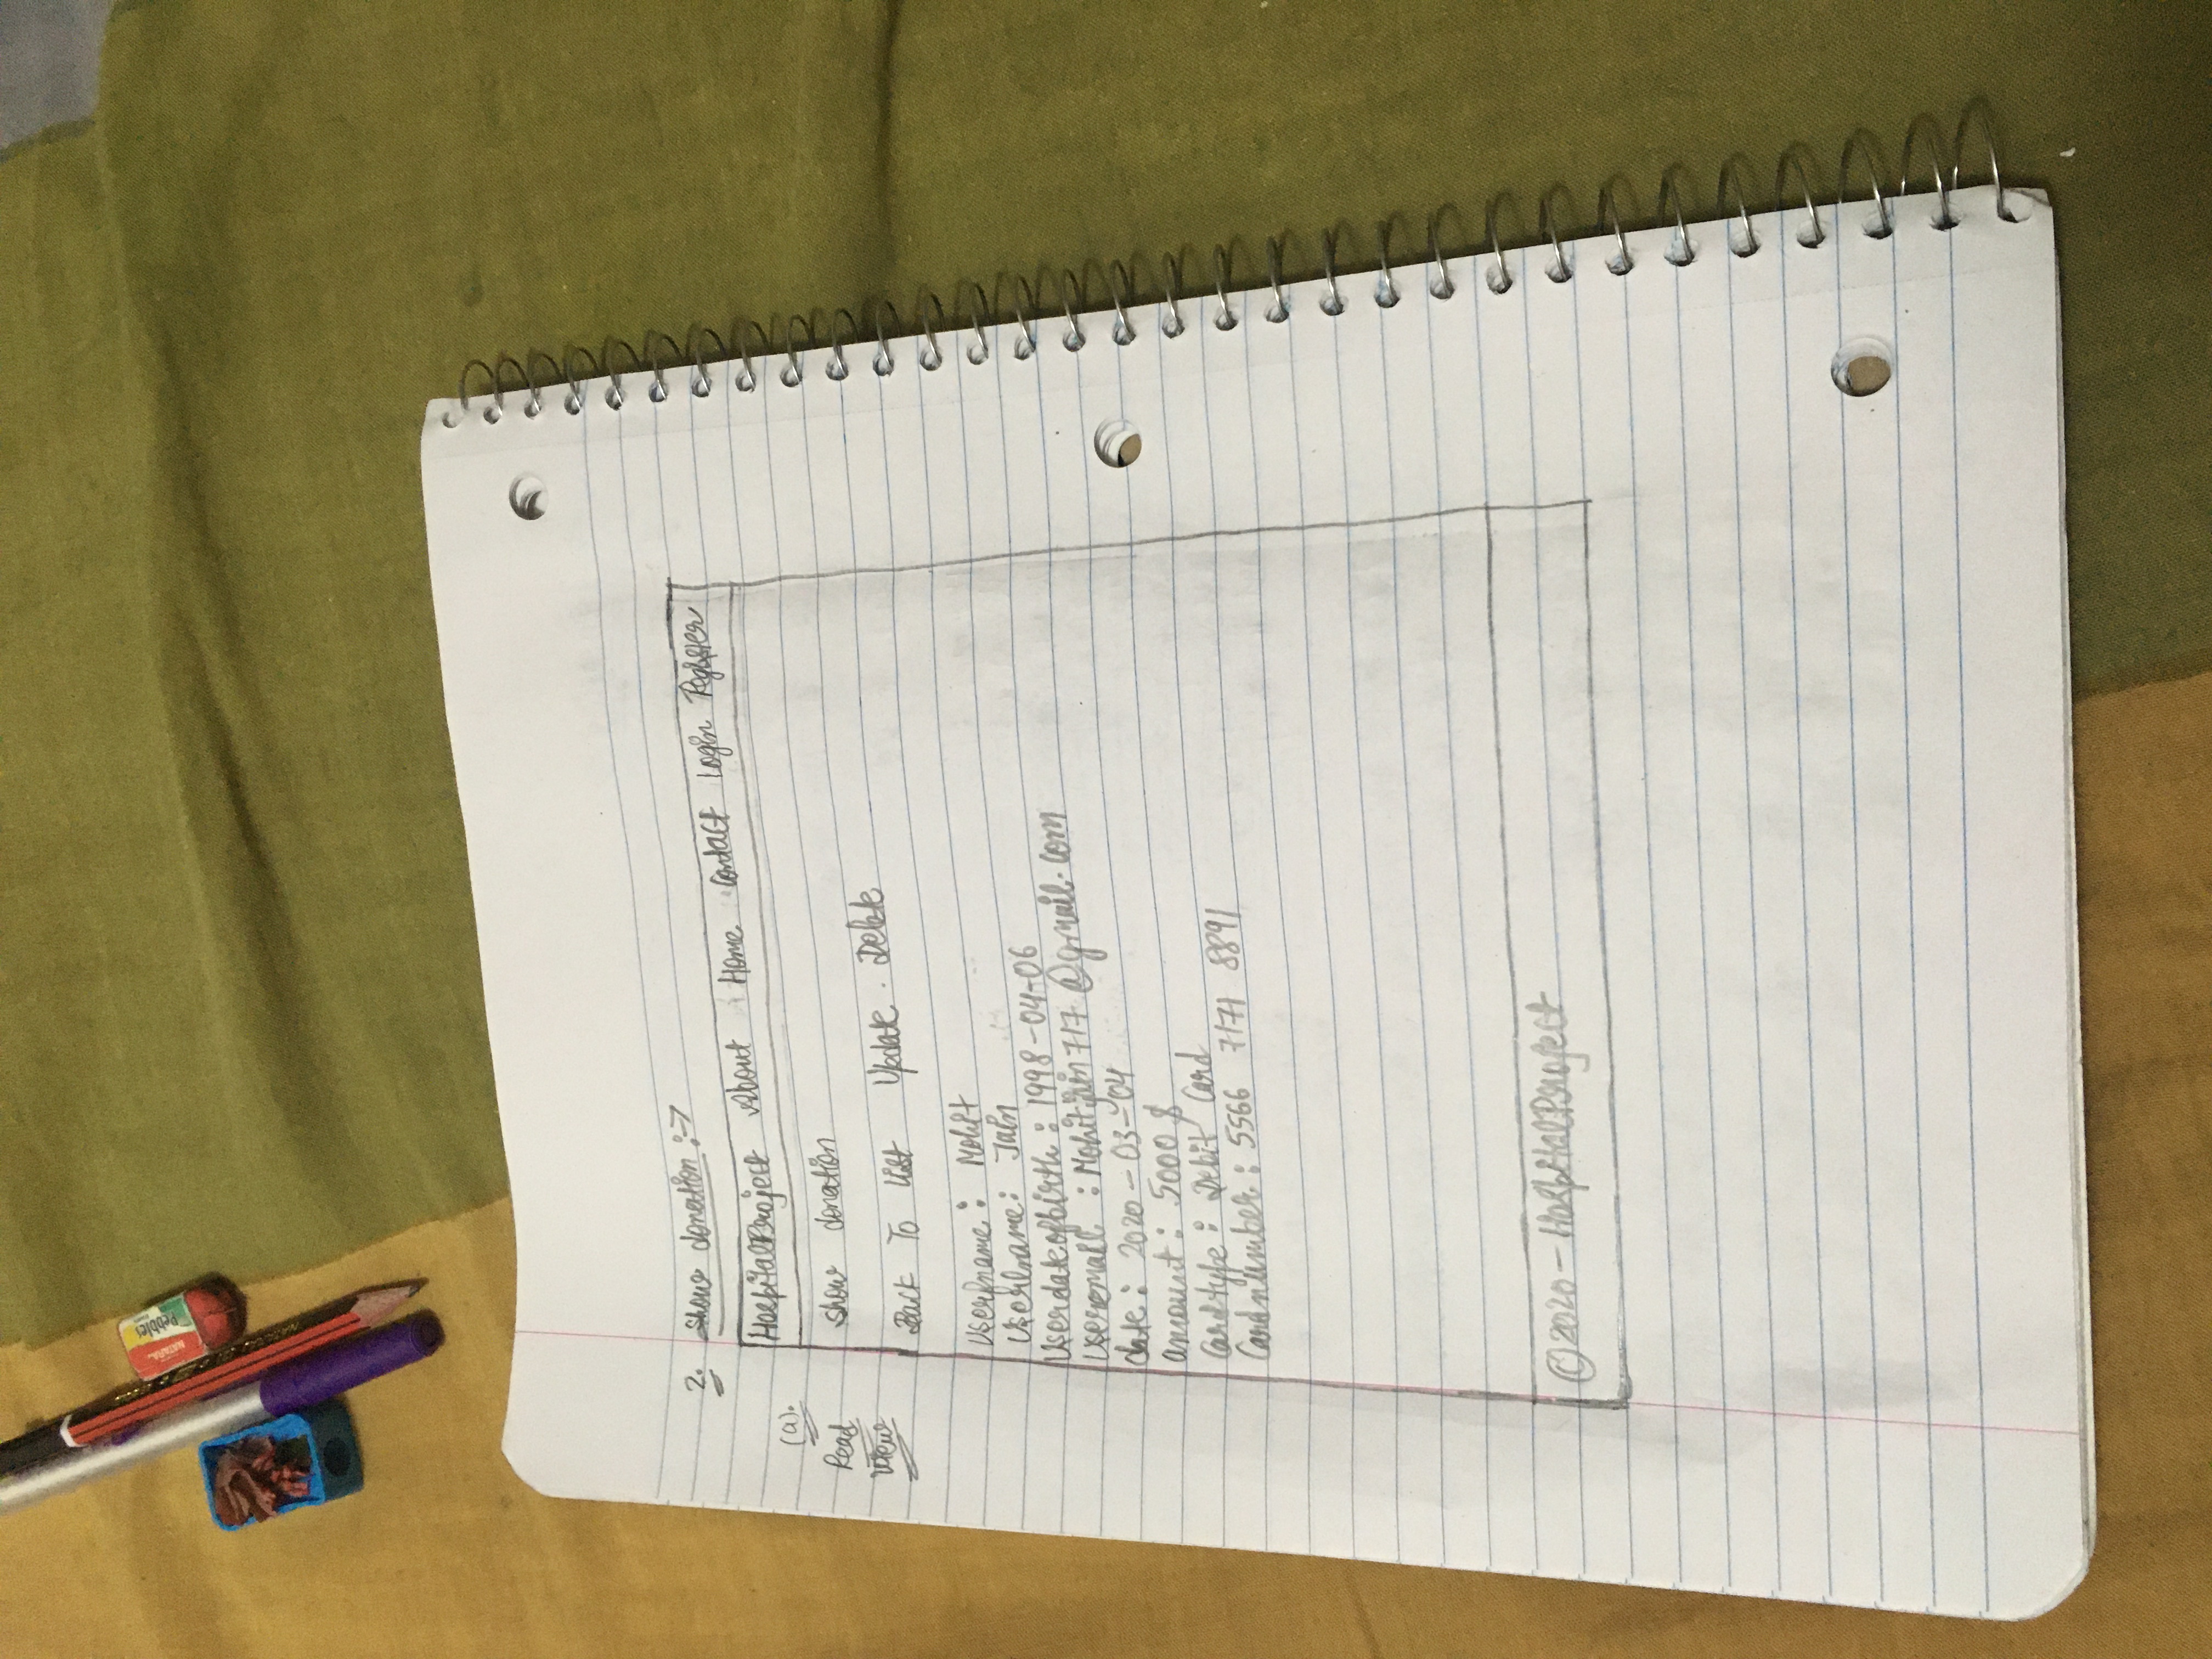 Nataraj
Pebbles
2. Show donation :->
HospitalProject About Home Contact Login Register
(a).
Read
View
Show donation
Back To List Update . Delete
Userfname : Mohit
Userlname : Jain
Userdateofbirth : 1998-04-06
Useremail : Mohitjain717@gmail.com
date : 2020-03-04
amount : 5000 $
Cardtype : Debit Card
Cardnumber : 5566 7171 8891
©2020 - HospitalProject